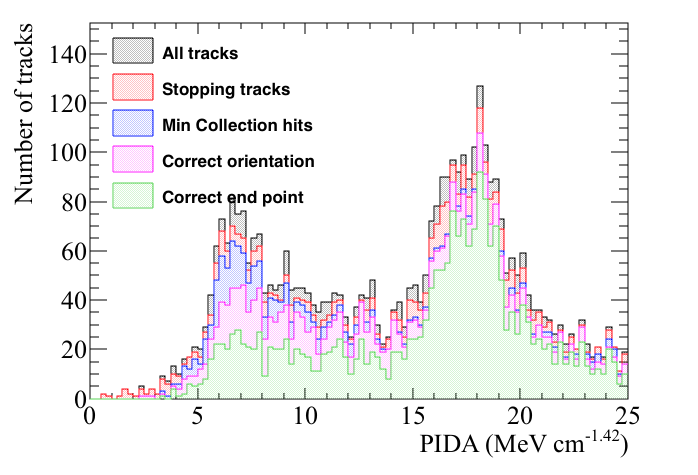 Number of tracks
140
120
100
80
60
40
20
0
All tracks
Stopping tracks
Min Collection hits
Correct orientation
Correct end point
0 5 10 15 20 25
PIDA (MeV cm-1.42)